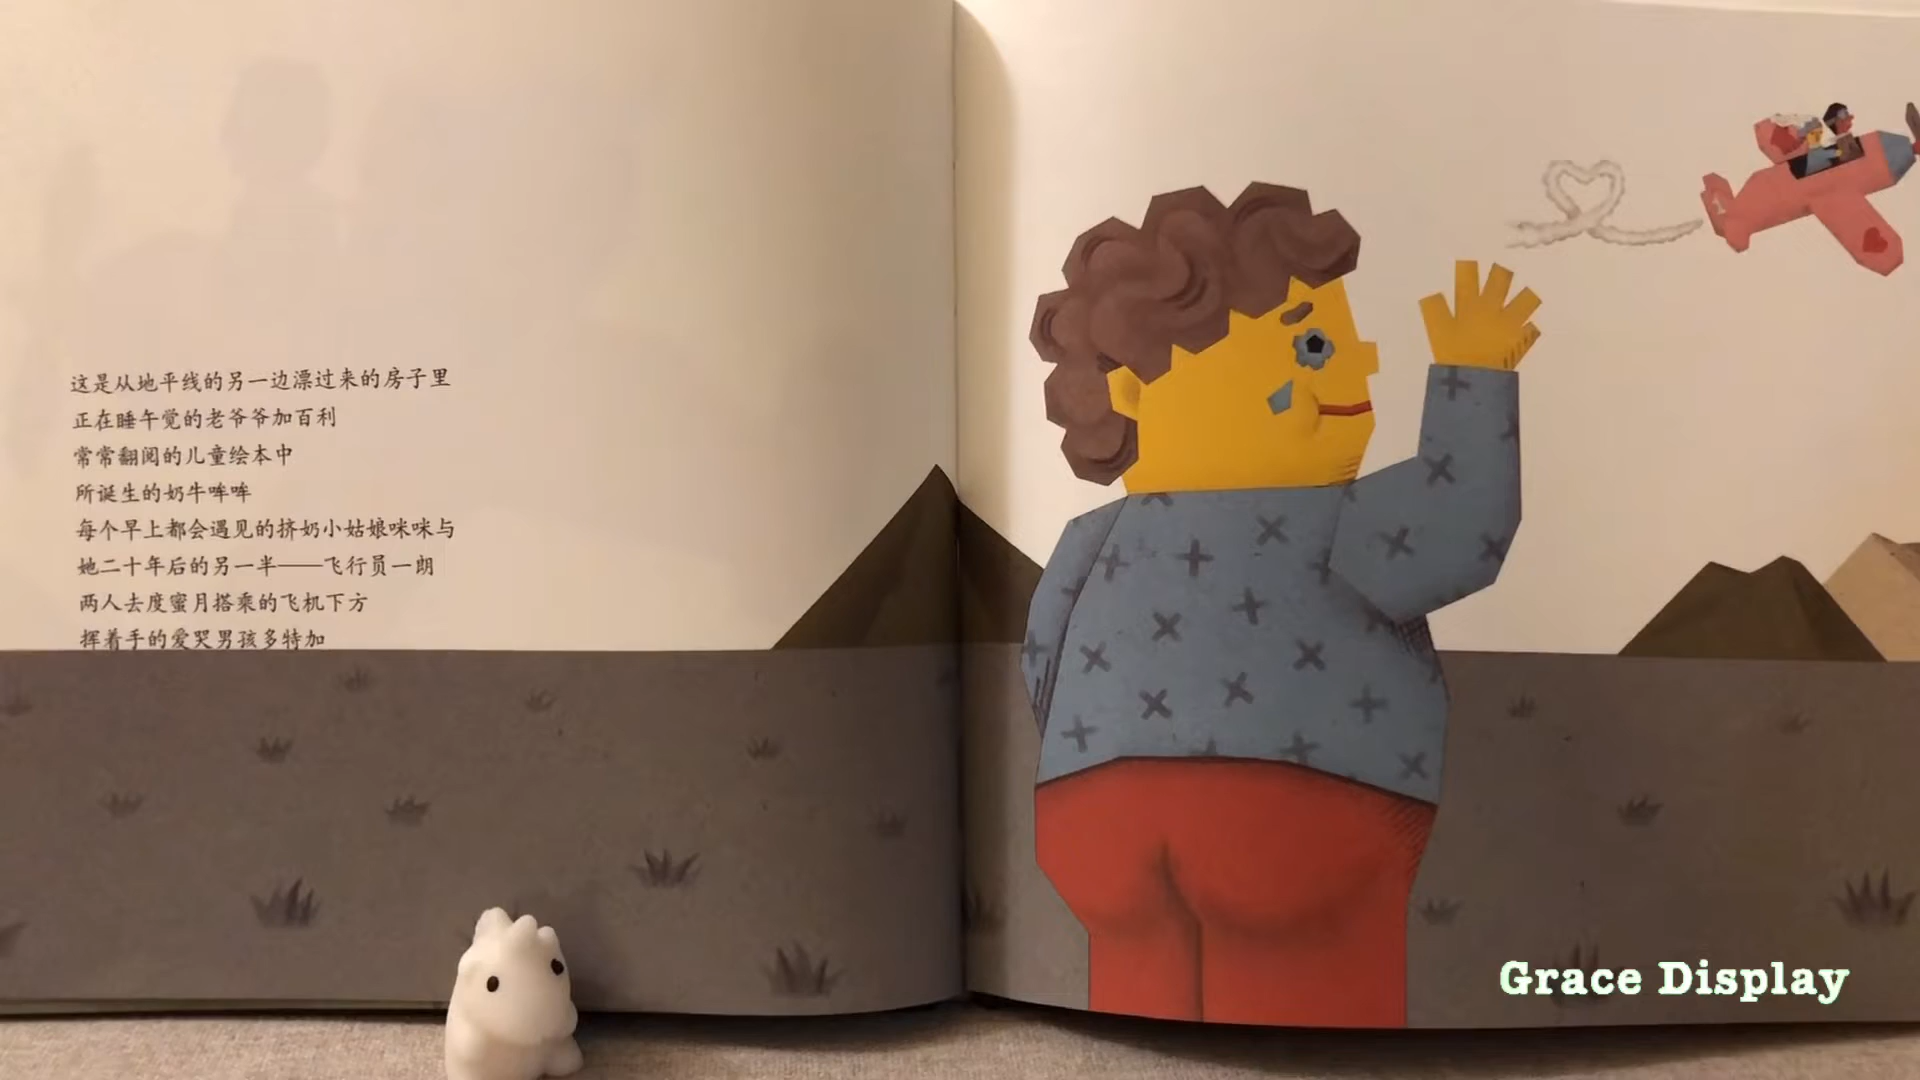 这是从地平线的另一边漂过来的房子里
正在睡午觉的老爷爷加百利
常常翻阅的儿童绘本中
所诞生的奶牛哞哞
每个早上都会遇见的挤奶小姑娘咪咪与
她二十年后的另一半——飞行员一朗
两人去度蜜月搭乘的飞机下方
挥着手的爱哭男孩多特加
Grace Display